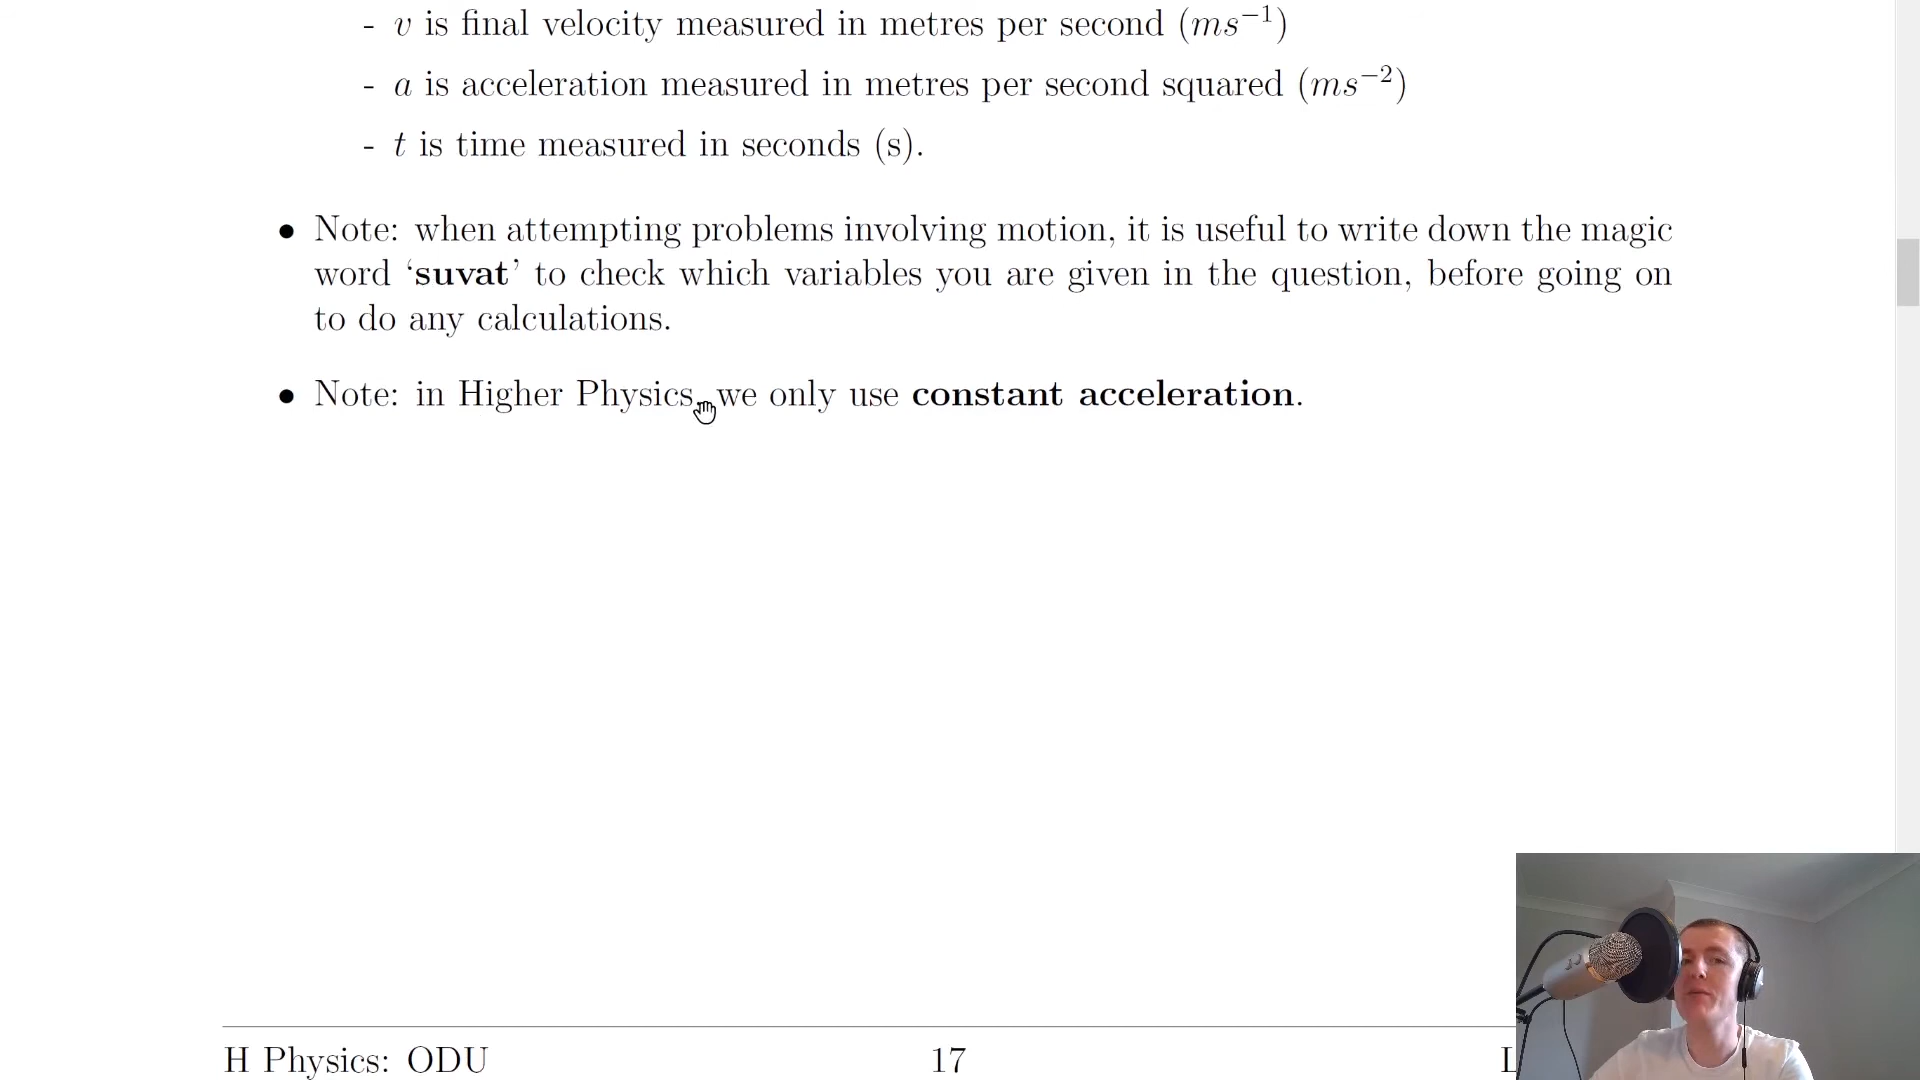 - v is final velocity measured in metres per second (ms⁻¹)
- a is acceleration measured in metres per second squared (ms⁻²)
- t is time measured in seconds (s).
• Note: when attempting problems involving motion, it is useful to write down the magic
word ‘suvat’ to check which variables you are given in the question, before going on
to do any calculations.
• Note: in Higher Physics, we only use constant acceleration.
H Physics: ODU 17